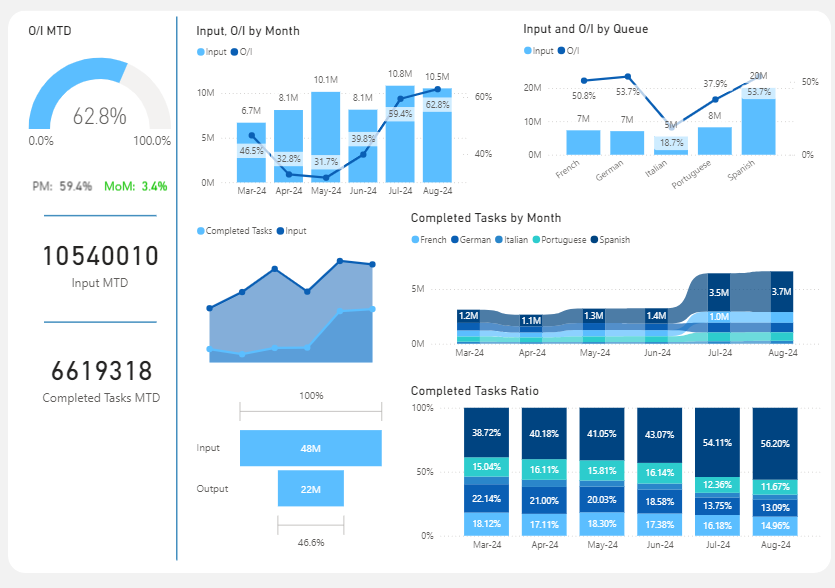 O/I MTD
62.8%
0.0%
100.0%
PM: 59.4% MoM: 3.4%
10540010
Input MTD
6619318
Completed Tasks MTD
Input, O/I by Month
Input O/I
10M
5M
0M
60%
40%
6.7M
8.1M
10.1M
8.1M
10.8M
10.5M
46.5%
32.8%
31.7%
39.8%
59.4%
62.8%
Mar-24 Apr-24 May-24 Jun-24 Jul-24 Aug-24
Input and O/I by Queue
Input O/I
20M
10M
0M
50%
0%
50.8%
53.7%
18.7%
37.9%
53.7%
7M
7M
5M
8M
20M
French German Italian Portuguese Spanish
Completed Tasks Input
Completed Tasks by Month
French German Italian Portuguese Spanish
5M
0M
1.2M
1.1M
1.3M
1.4M
3.5M
1.0M
3.7M
Mar-24 Apr-24 May-24 Jun-24 Jul-24 Aug-24
100%
Input
48M
Output
22M
46.6%
Completed Tasks Ratio
100%
50%
0%
38.72% 40.18% 41.05% 43.07% 54.11% 56.20%
15.04% 16.11% 15.81% 16.14% 12.36% 11.67%
22.14% 21.00% 20.03% 18.58% 13.75% 13.09%
18.12% 17.11% 18.30% 17.38% 16.18% 14.96%
Mar-24 Apr-24 May-24 Jun-24 Jul-24 Aug-24